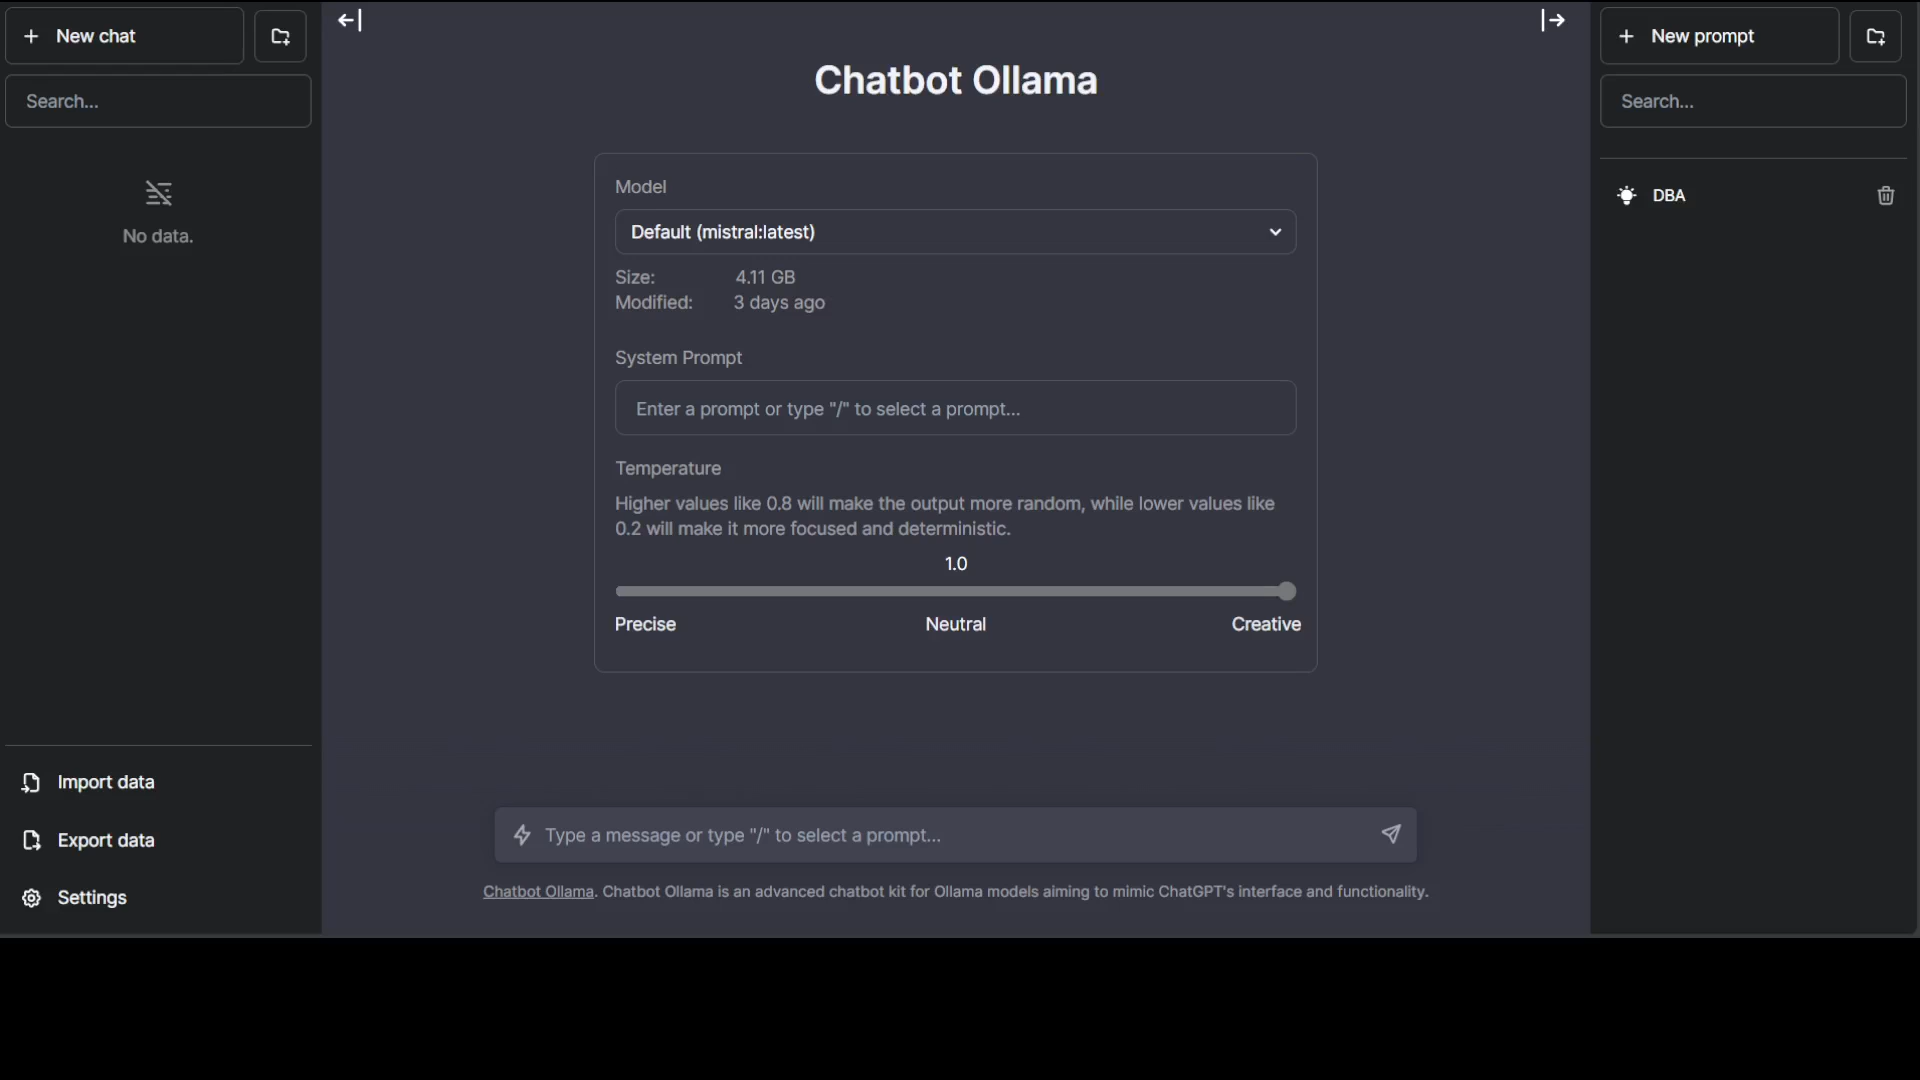 New chat
Search...
No data.
Import data
Export data
Settings
Chatbot Ollama
Model
Default (mistral:latest)
Size: 4.11 GB
Modified: 3 days ago
System Prompt
Enter a prompt or type "/" to select a prompt...
Temperature
Higher values like 0.8 will make the output more random, while lower values like
0.2 will make it more focused and deterministic.
1.0
Precise Neutral Creative
Type a message or type "/" to select a prompt...
Chatbot Ollama. Chatbot Ollama is an advanced chatbot kit for Ollama models aiming to mimic ChatGPT's interface and functionality.
New prompt
Search...
DBA